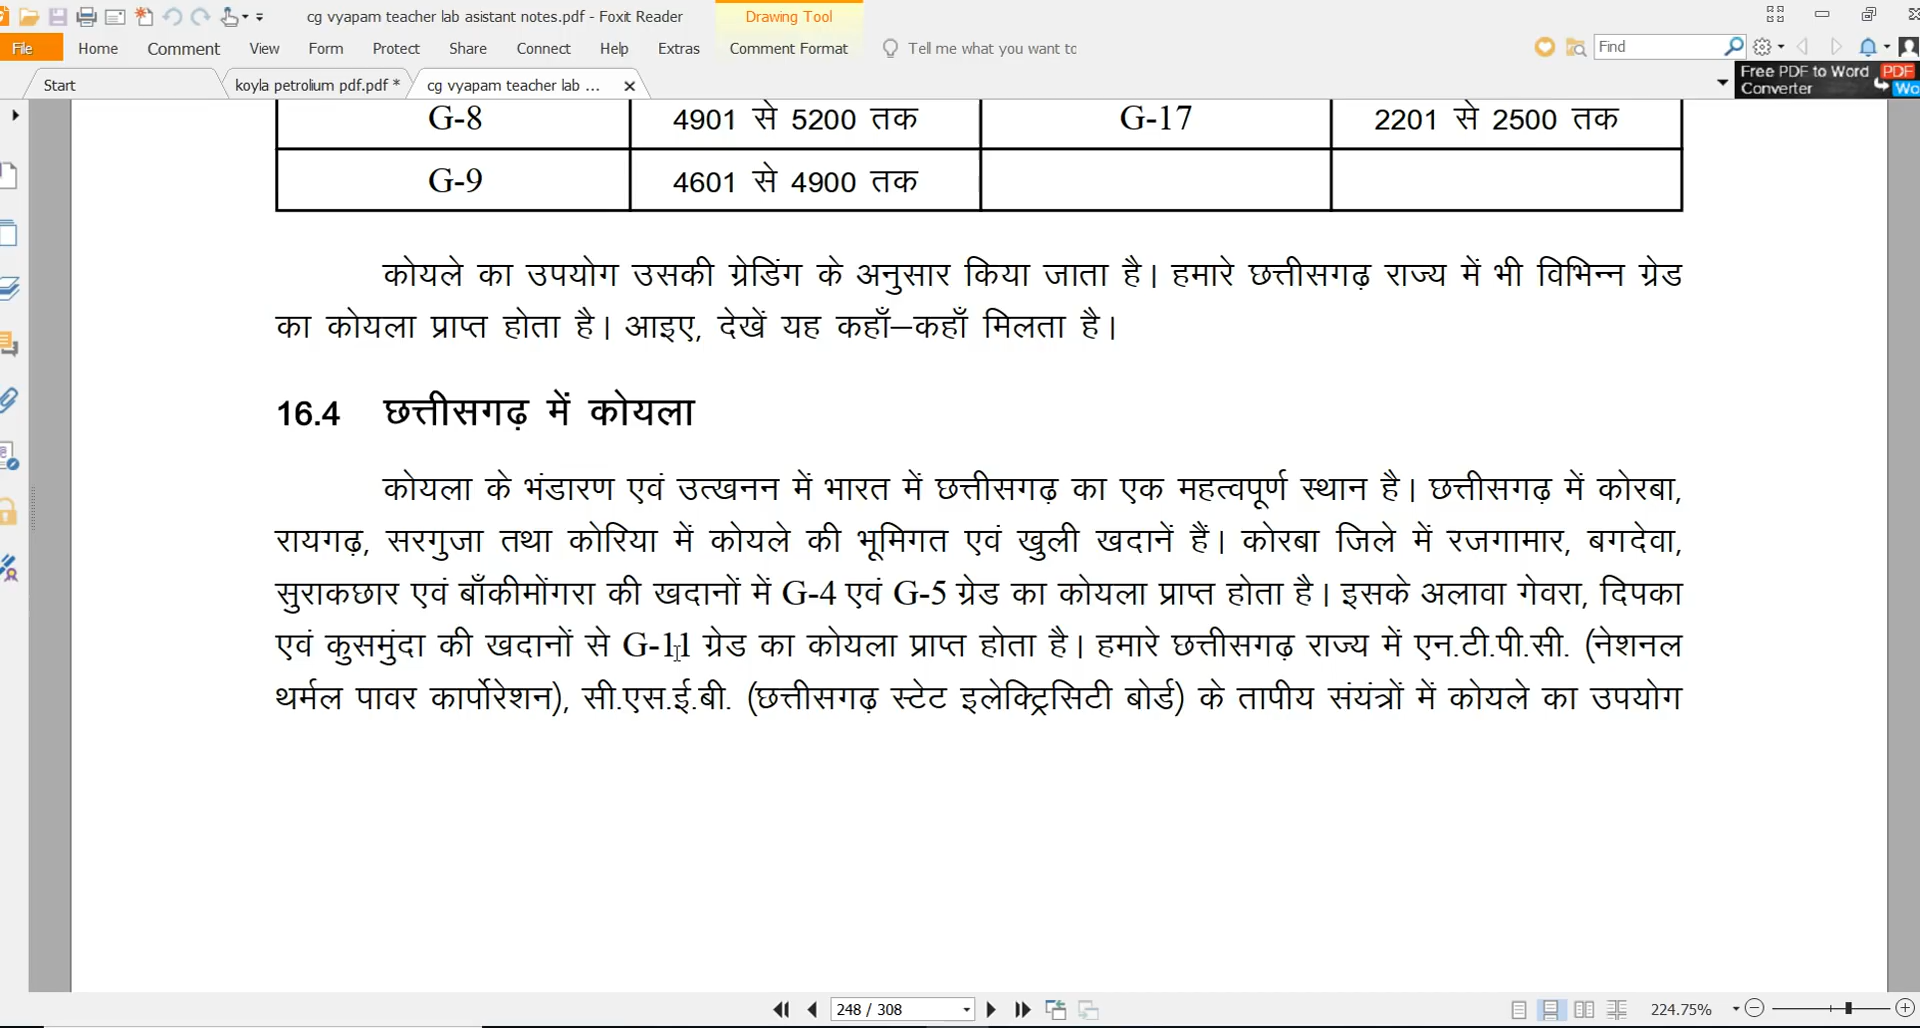 cg vyapam teacher lab asistant notes.pdf - Foxit Reader
Drawing Tool
File Home Comment View Form Protect Share Connect Help Extras Comment Format Tell me what you want to Find
Start koyla petrolium pdf.pdf * cg vyapam teacher lab ...
Free PDF to Word
Converter
PDF
Wo
G-8 4901 से 5200 तक G-17 2201 से 2500 तक
G-9 4601 से 4900 तक
कोयले का उपयोग उसकी ग्रेडिंग के अनुसार किया जाता है। हमारे छत्तीसगढ़ राज्य में भी विभिन्न ग्रेड
का कोयला प्राप्त होता है। आइए, देखें यह कहाँ–कहाँ मिलता है।
16.4 छत्तीसगढ़ में कोयला
कोयला के भंडारण एवं उत्खनन में भारत में छत्तीसगढ़ का एक महत्वपूर्ण स्थान है। छत्तीसगढ़ में कोरबा,
रायगढ़, सरगुजा तथा कोरिया में कोयले की भूमिगत एवं खुली खदानें हैं। कोरबा जिले में रजगामार, बगदेवा,
सुराकछार एवं बाँकीमोंगरा की खदानों में G-4 एवं G-5 ग्रेड का कोयला प्राप्त होता है। इसके अलावा गेवरा, दिपका
एवं कुसमुंदा की खदानों से G-11 ग्रेड का कोयला प्राप्त होता है। हमारे छत्तीसगढ़ राज्य में एन.टी.पी.सी. (नेशनल
थर्मल पावर कार्पोरेशन), सी.एस.ई.बी. (छत्तीसगढ़ स्टेट इलेक्ट्रिसिटी बोर्ड) के तापीय संयंत्रों में कोयले का उपयोग
248 / 308
224.75%